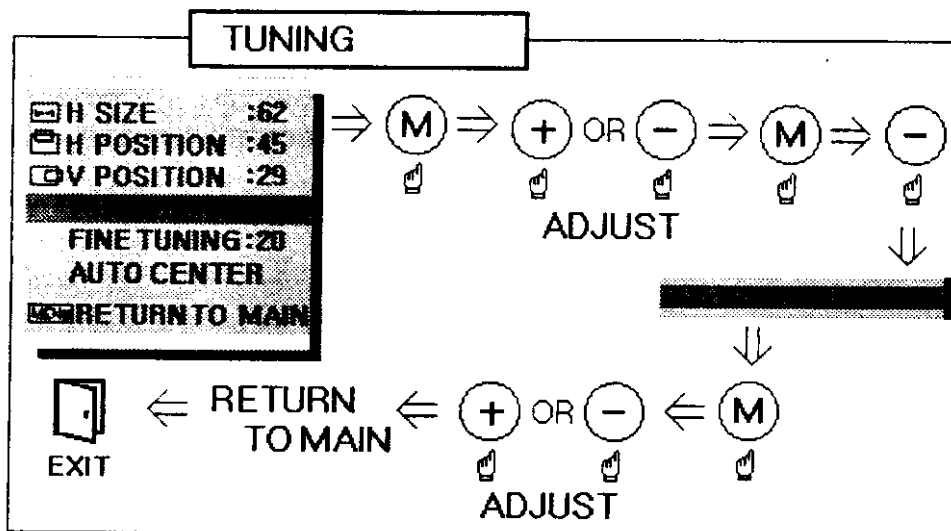 TUNING
H SIZE :62
H POSITION :45
V POSITION :29
FINE TUNING :20
AUTO CENTER
RETURN TO MAIN
M + OR - M -
ADJUST
M
+ OR -
ADJUST
RETURN
TO MAIN
EXIT